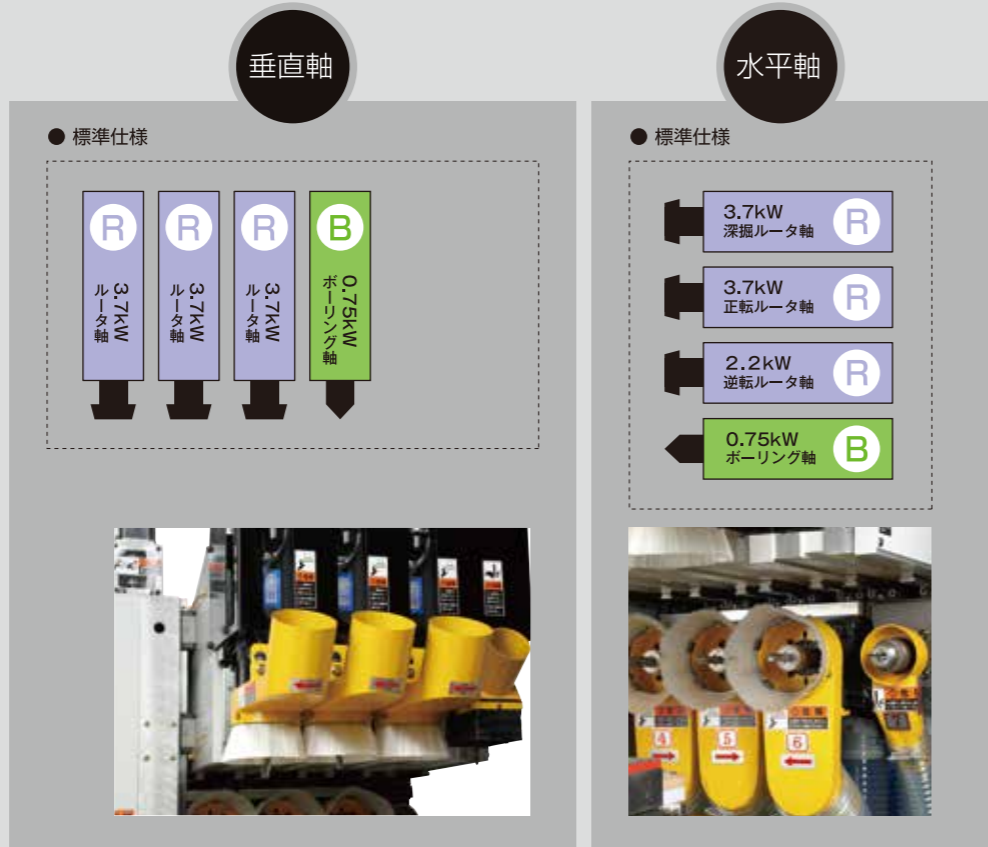 垂直軸
● 標準仕様
R
3.7kW
ルータ軸
R
3.7kW
ルータ軸
R
3.7kW
ルータ軸
B
0.75kW
ボーリング軸
水平軸
● 標準仕様
3.7kW
深掘ルータ軸
R
3.7kW
正転ルータ軸
R
2.2kW
逆転ルータ軸
R
0.75kW
ボーリング軸
B
4
5
6